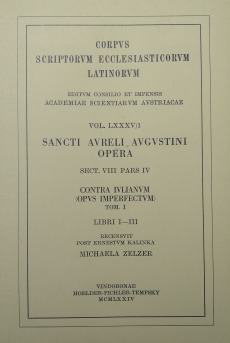 CORPVS
SCRIPTORVM ECCLESIASTICORVM
LATINORVM
EDITVM CONSILIO ET IMPENSIS
ACADEMIAE SCIENTIARVM AVSTRIACAE
VOL. LXXXV/1
SANCTI AVRELI AVGVSTINI
OPERA
SECT. VIII PARS IV
CONTRA IVLIANVM
(OPVS IMPERFECTVM)
TOM. I
LIBRI I—III
RECENSVIT
POST ERNESTVM KALINKA
MICHAELA ZELZER
VINDOBONAE
HOELDER-PICHLER-TEMPSKY
MCMLXXIV